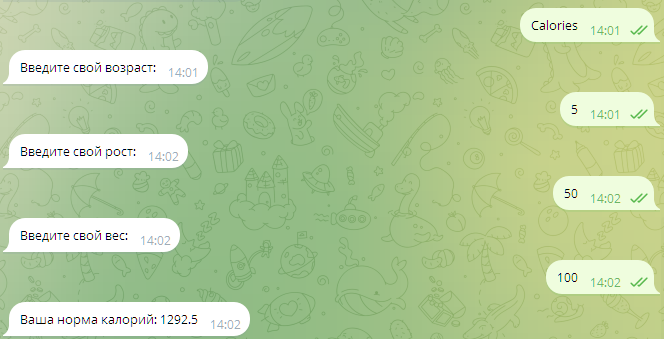 Calories 14:01
Введите свой возраст: 14:01
5 14:01
Введите свой рост: 14:02
50 14:02
Введите свой вес: 14:02
100 14:02
Ваша норма калорий: 1292.5 14:02